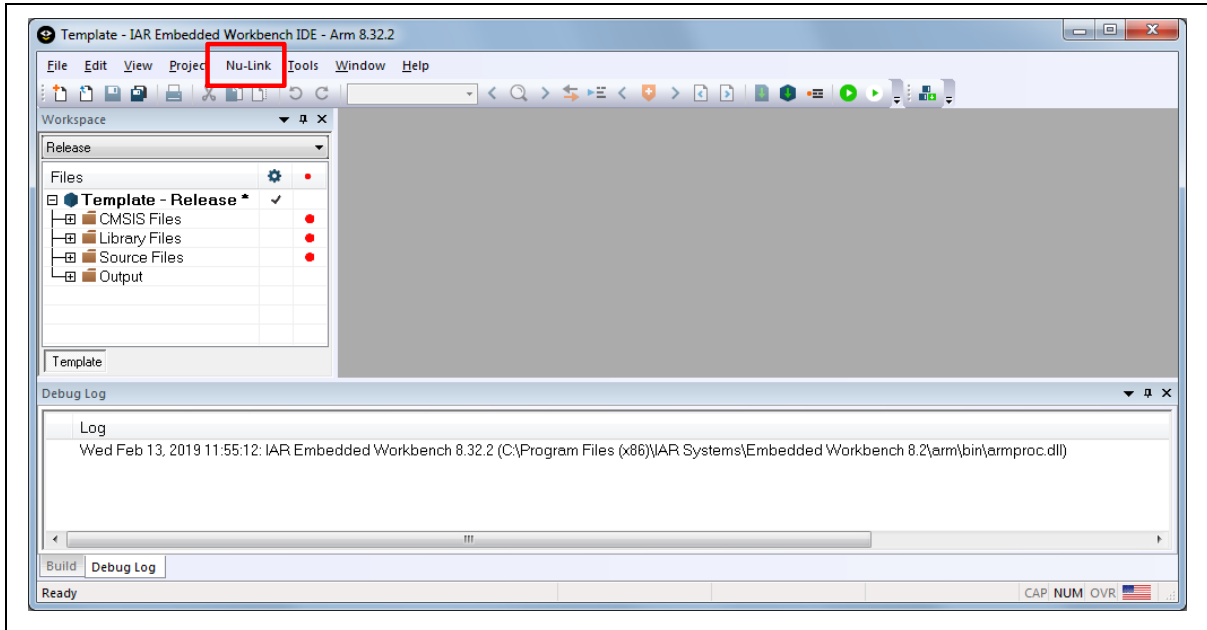 Template - IAR Embedded Workbench IDE - Arm 8.32.2
File Edit View Project Nu-Link Tools Window Help
Workspace
Release
Files
Template - Release *
CMSIS Files
Library Files
Source Files
Output
Template
Debug Log
Log
Wed Feb 13, 2019 11:55:12: IAR Embedded Workbench 8.32.2 (C:\Program Files (x86)\IAR Systems\Embedded Workbench 8.2\arm\bin\armproc.dll)
Build Debug Log
Ready CAP NUM OVR